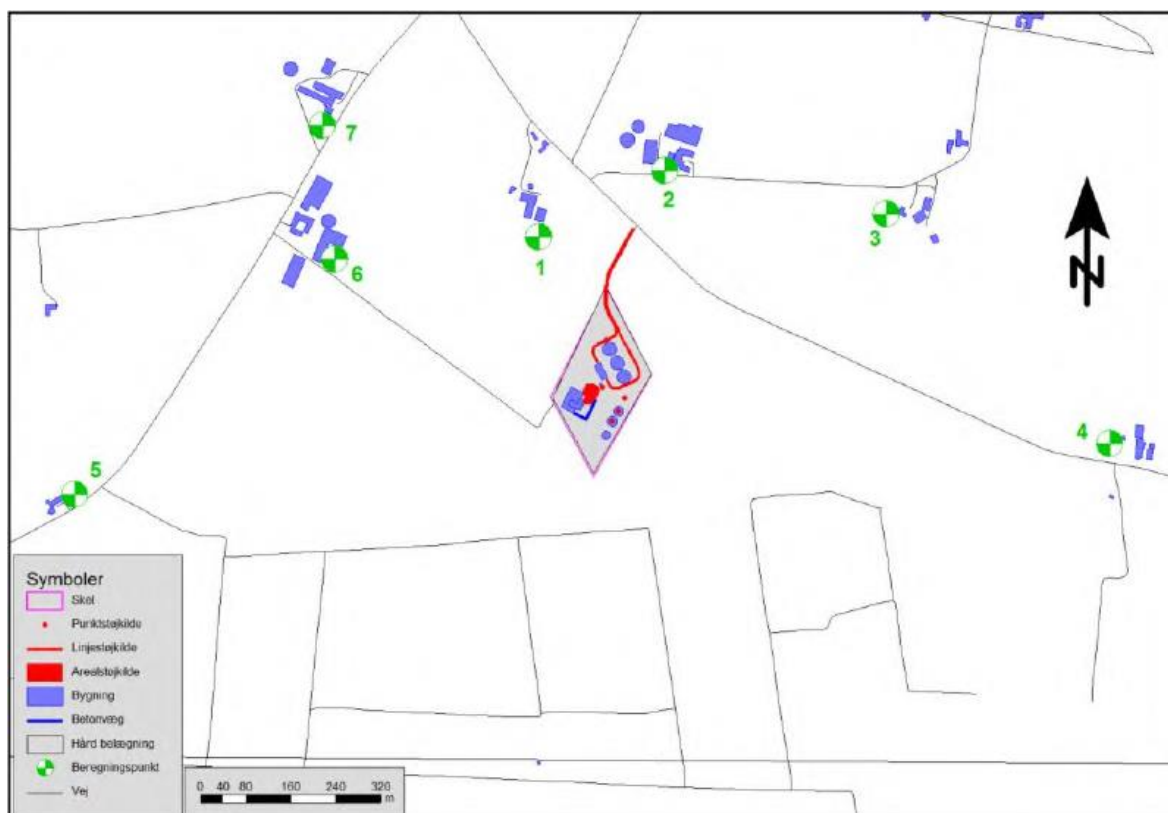 7
2
3
1
6
4
5
N
Symboler
Skel
Punktstøjkilde
Linjestøjkilde
Arealstøjkilde
Bygning
Betonvæg
Hård belægning
Beregningspunkt
Vej
0 40 80 160 240 320
m